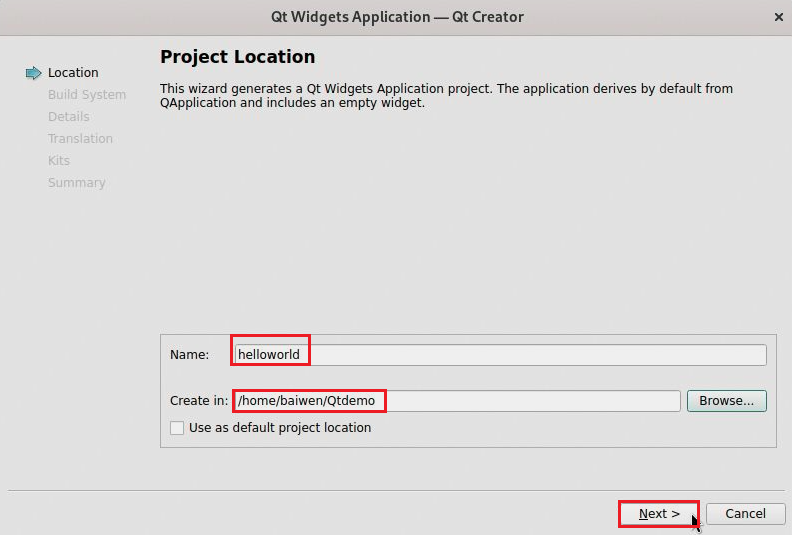 Qt Widgets Application — Qt Creator
×
Location
Build System
Details
Translation
Kits
Summary
Project Location
This wizard generates a Qt Widgets Application project. The application derives by default from
QApplication and includes an empty widget.
Name: helloworld
Create in: /home/baiwen/Qtdemo Browse...
Use as default project location
Next > Cancel